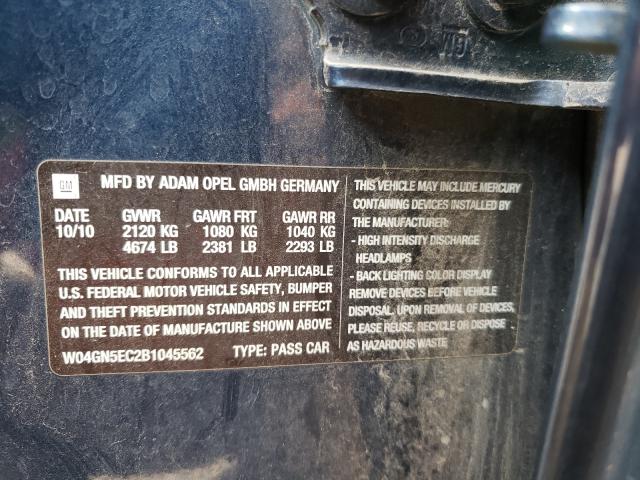 GM
MFD BY ADAM OPEL GMBH GERMANY
DATE GVWR GAWR FRT GAWR RR
10/10 2120 KG 1080 KG 1040 KG
4674 LB 2381 LB 2293 LB
THIS VEHICLE CONFORMS TO ALL APPLICABLE
U.S. FEDERAL MOTOR VEHICLE SAFETY, BUMPER
AND THEFT PREVENTION STANDARDS IN EFFECT
ON THE DATE OF MANUFACTURE SHOWN ABOVE
W04GN5EC2B1045562 TYPE: PASS CAR
THIS VEHICLE MAY INCLUDE MERCURY
CONTAINING DEVICES INSTALLED BY
THE MANUFACTURER:
- HIGH INTENSITY DISCHARGE
HEADLAMPS
- BACK LIGHTING COLOR DISPLAY
REMOVE DEVICES BEFORE VEHICLE
DISPOSAL, UPON REMOVAL OF DEVICES,
PLEASE REUSE, RECYCLE OR DISPOSE
AS HAZARDOUS WASTE